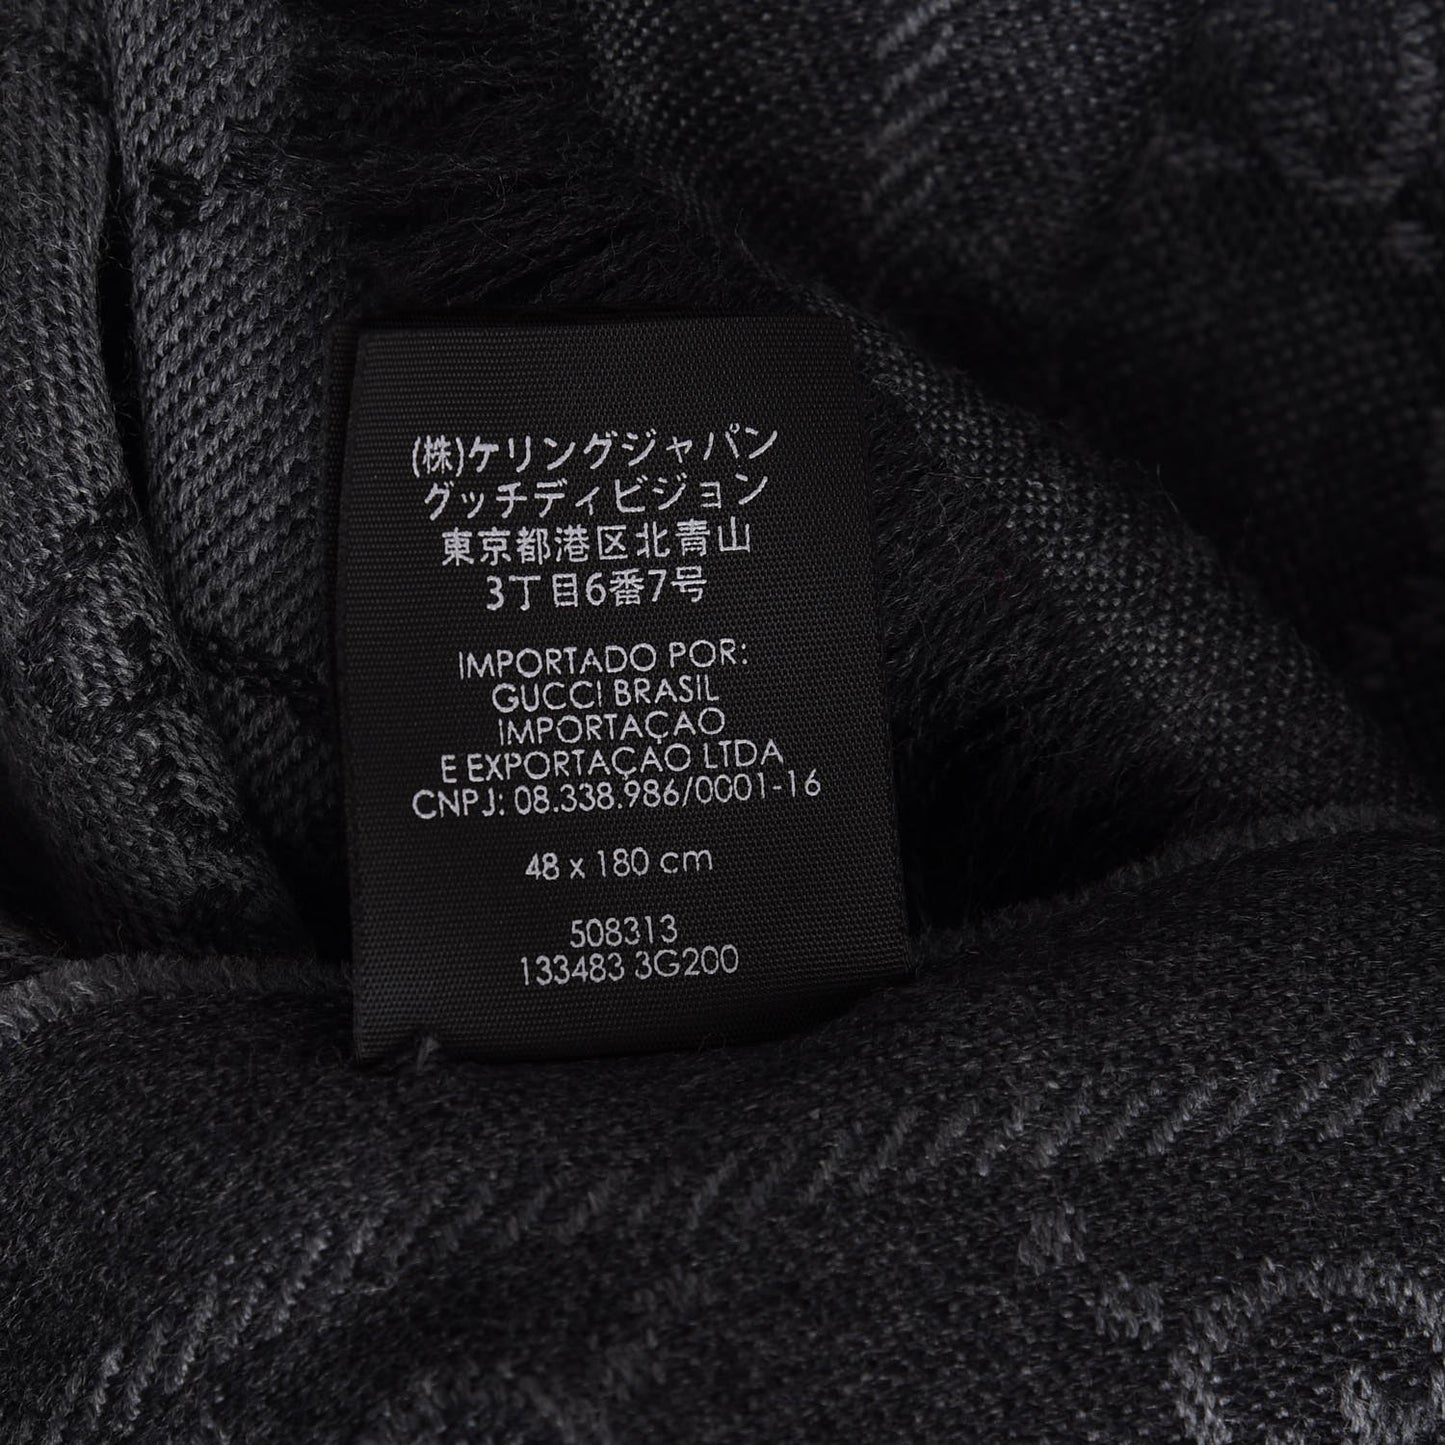 (株)ケリングジャパン
グッチディビジョン
東京都港区北青山
3丁目6番7号
IMPORTADO POR:
GUCCI BRASIL
IMPORTAÇAO
E EXPORTAÇAO LTDA
CNPJ: 08.338.986/0001-16
48 x 180 cm
508313
133483 3G200